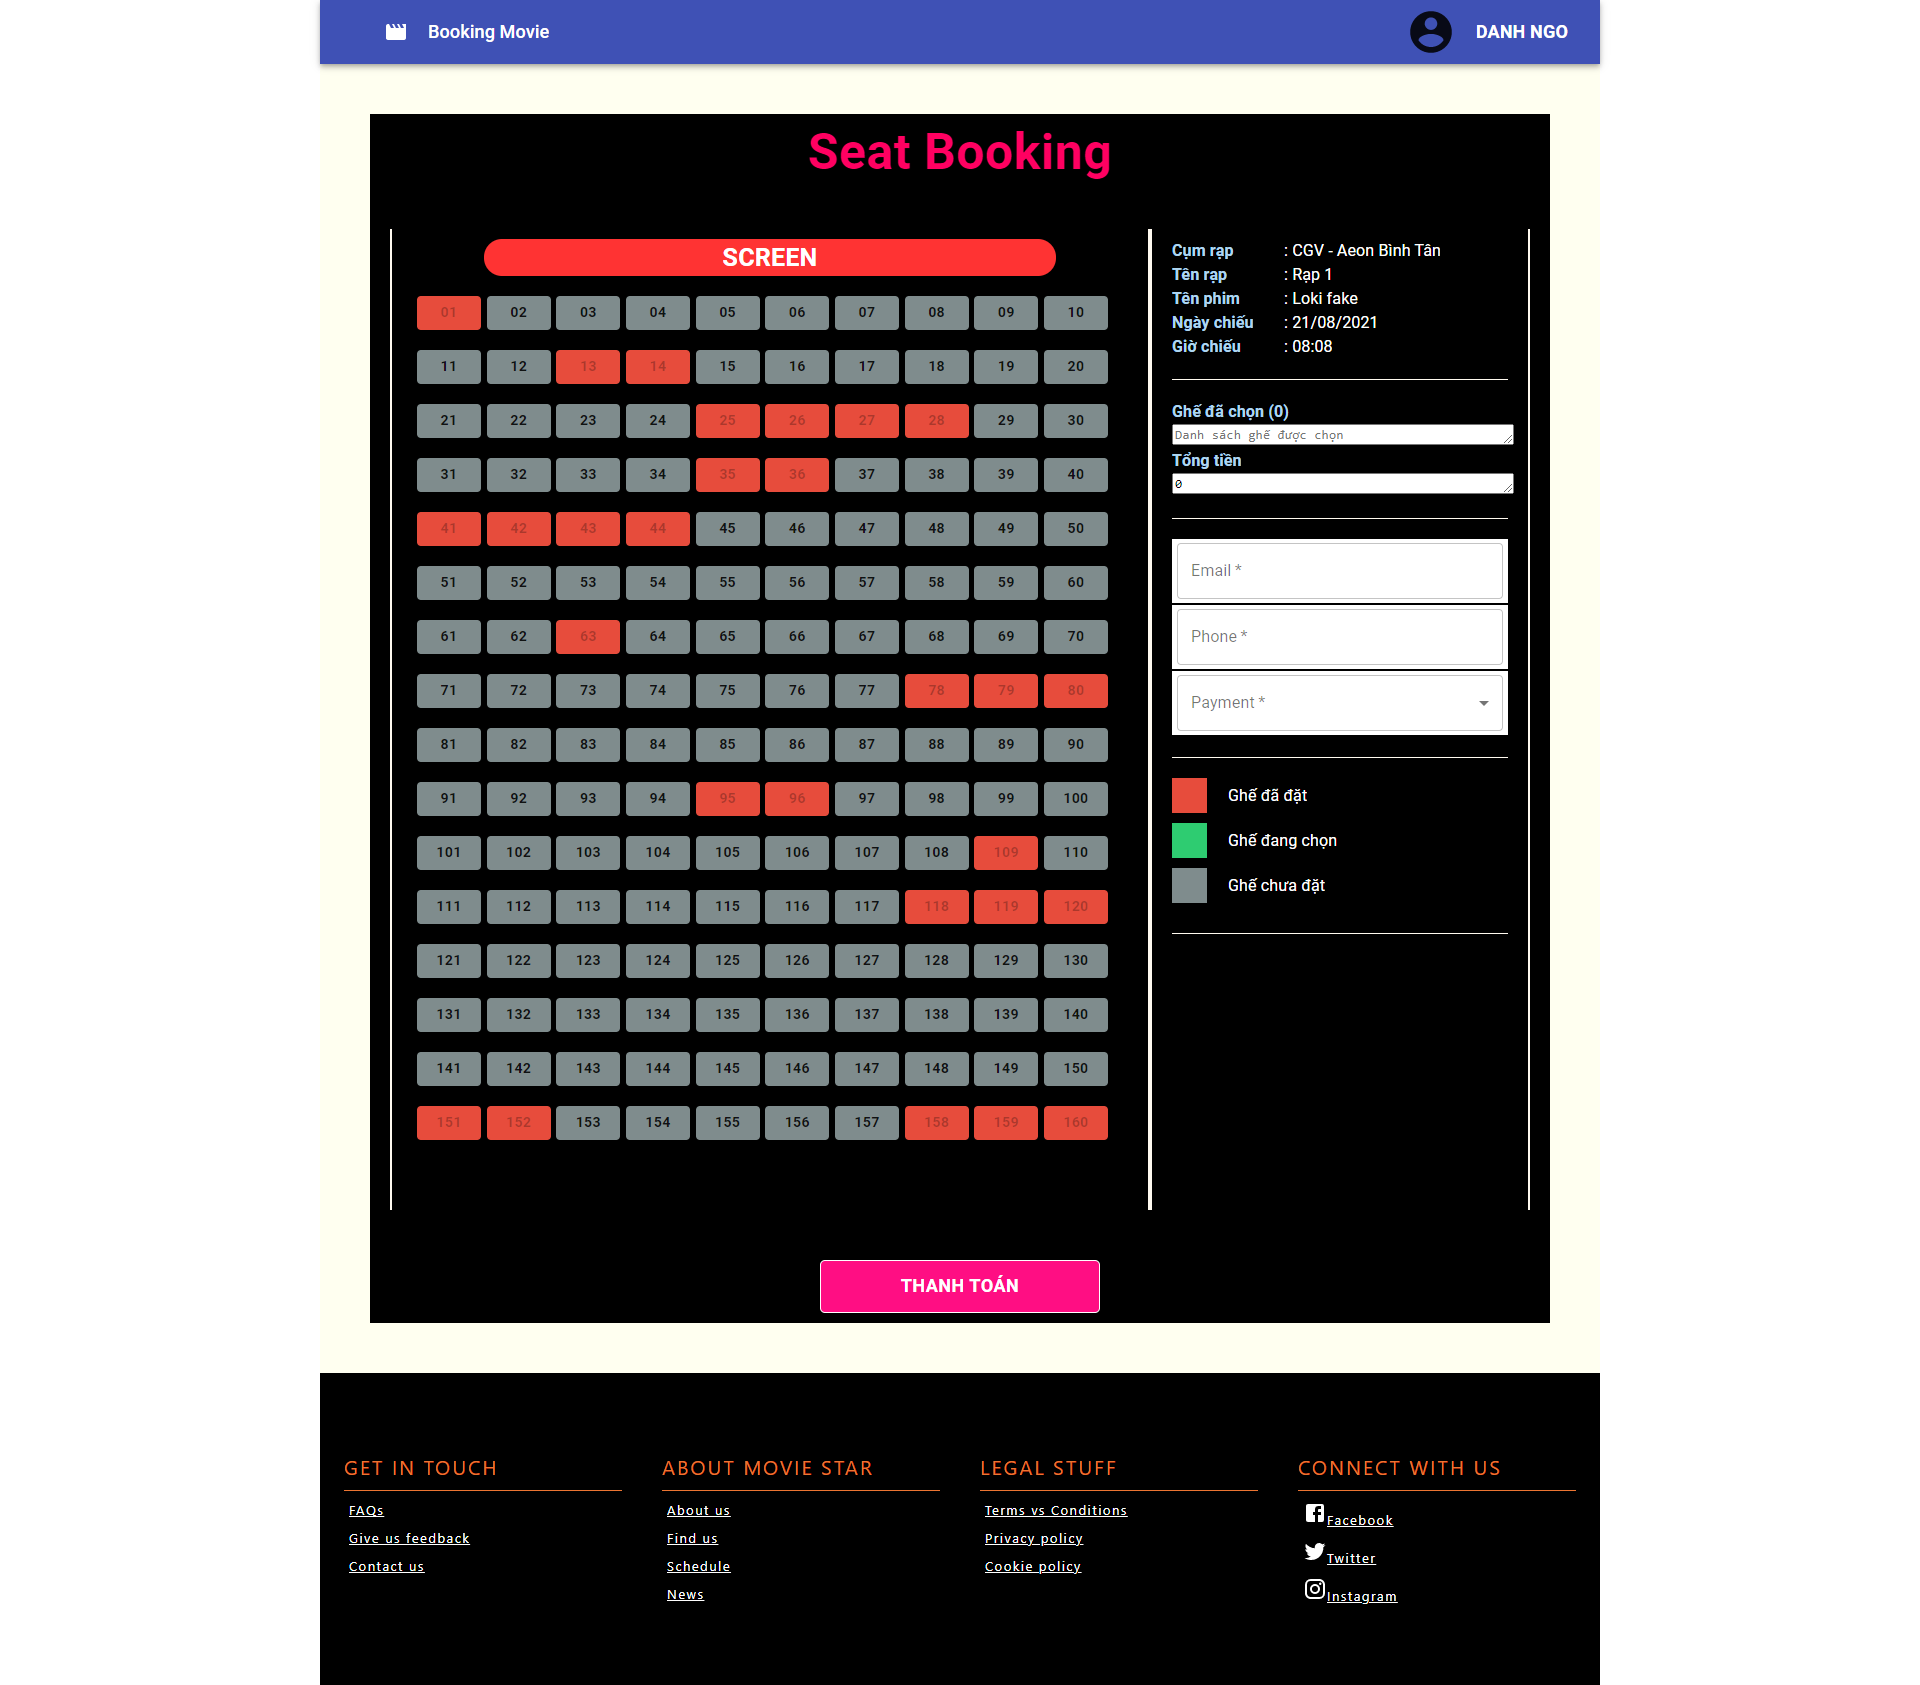 Booking Movie
DANH NGO
Seat Booking
SCREEN
01 02 03 04 05 06 07 08 09 10
11 12 13 14 15 16 17 18 19 20
21 22 23 24 25 26 27 28 29 30
31 32 33 34 35 36 37 38 39 40
41 42 43 44 45 46 47 48 49 50
51 52 53 54 55 56 57 58 59 60
61 62 63 64 65 66 67 68 69 70
71 72 73 74 75 76 77 78 79 80
81 82 83 84 85 86 87 88 89 90
91 92 93 94 95 96 97 98 99 100
101 102 103 104 105 106 107 108 109 110
111 112 113 114 115 116 117 118 119 120
121 122 123 124 125 126 127 128 129 130
131 132 133 134 135 136 137 138 139 140
141 142 143 144 145 146 147 148 149 150
151 152 153 154 155 156 157 158 159 160
Cụm rạp : CGV - Aeon Bình Tân
Tên rạp : Rạp 1
Tên phim : Loki fake
Ngày chiếu : 21/08/2021
Giờ chiếu : 08:08
Ghế đã chọn (0)
Danh sách ghế được chọn
Tổng tiền
0
Email *
Phone *
Payment *
Ghế đã đặt
Ghế đang chọn
Ghế chưa đặt
THANH TOÁN
GET IN TOUCH
FAQs
Give us feedback
Contact us
ABOUT MOVIE STAR
About us
Find us
Schedule
News
LEGAL STUFF
Terms vs Conditions
Privacy policy
Cookie policy
CONNECT WITH US
Facebook
Twitter
Instagram